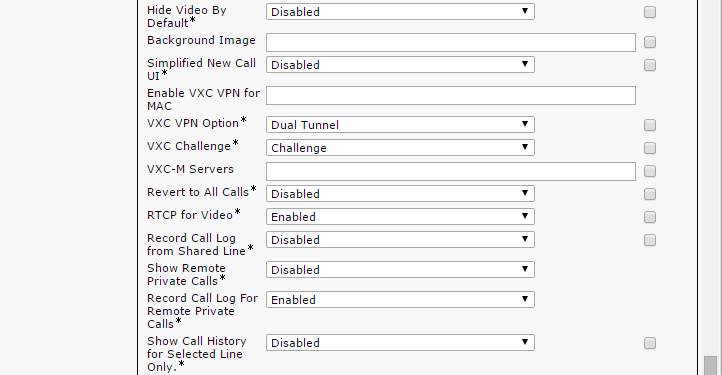 Hide Video By Disabled
Default*
Background Image
Simplified New Call Disabled
UI*
Enable VXC VPN for
MAC
VXC VPN Option* Dual Tunnel
VXC Challenge* Challenge
VXC-M Servers
Revert to All Calls* Disabled
RTCP for Video* Enabled
Record Call Log Disabled
from Shared Line*
Show Remote Disabled
Private Calls*
Record Call Log For Enabled
Remote Private
Calls*
Show Call History Disabled
for Selected Line
Only.*